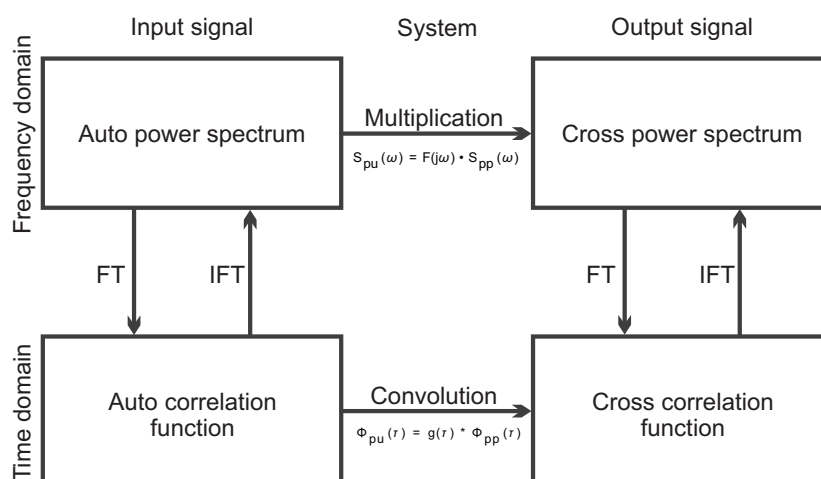 Input signal
System
Output signal
Frequency domain
Auto power spectrum
Multiplication
S_pu(ω) = F(jω) • S_pp(ω)
Cross power spectrum
FT
IFT
FT
IFT
Time domain
Auto correlation
function
Convolution
Φ_pu(τ) = g(τ) * Φ_pp(τ)
Cross correlation
function